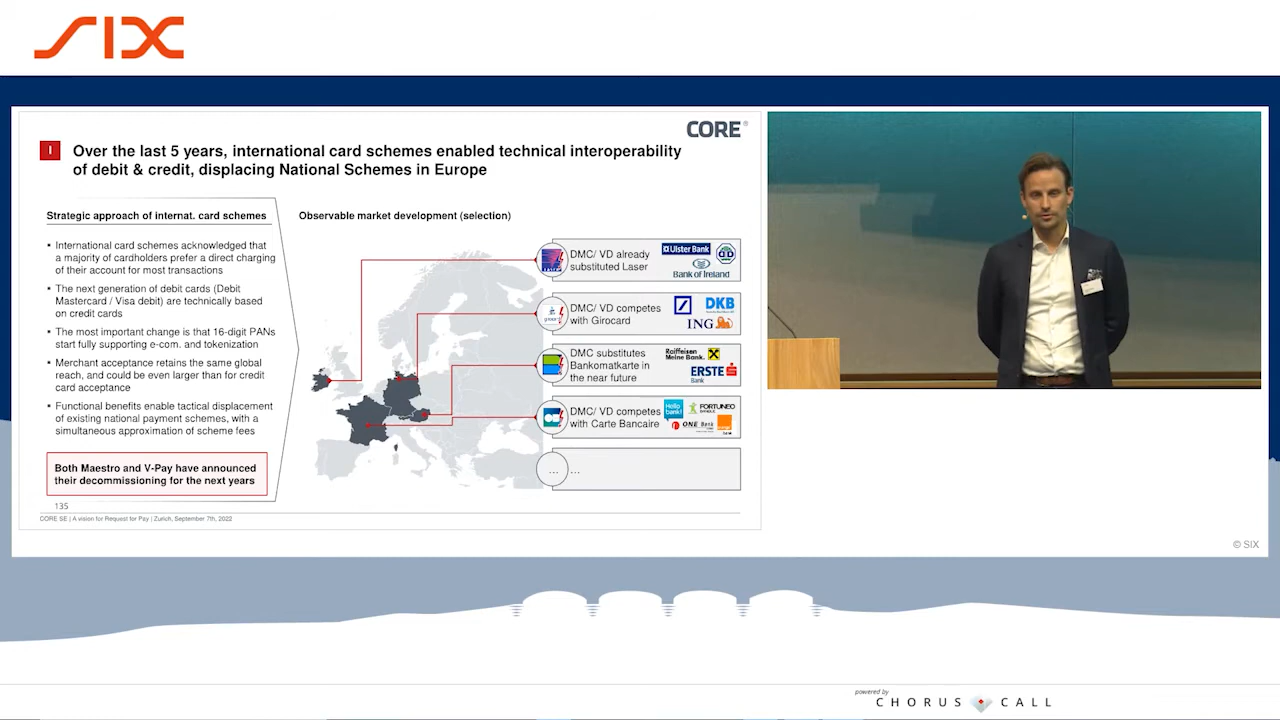 SIX
CORE®
I
Over the last 5 years, international card schemes enabled technical interoperability
of debit & credit, displacing National Schemes in Europe
Strategic approach of internat. card schemes
▪ International card schemes acknowledged that
a majority of cardholders prefer a direct charging
of their account for most transactions
▪ The next generation of debit cards (Debit
Mastercard / Visa debit) are technically based
on credit cards
▪ The most important change is that 16-digit PANs
start fully supporting e-com. and tokenization
▪ Merchant acceptance retains the same global
reach, and could be even larger than for credit
card acceptance
▪ Functional benefits enable tactical displacement
of existing national payment schemes, with a
simultaneous approximation of scheme fees
Both Maestro and V-Pay have announced
their decommissioning for the next years
Observable market development (selection)
DMC/ VD already
substituted Laser
Ulster Bank
Bank of Ireland
DMC/ VD competes
with Girocard
DKB
ING
DMC substitutes
Bankomatkarte in
the near future
Raiffeisen
Meine Bank.
ERSTE
Bank
DMC/ VD competes
with Carte Bancaire
Hello
bank!
FORTUNEO
BANQUE
ONE Bank
... ...
135
CORE SE | A vision for Request for Pay | Zurich, September 7th, 2022
© SIX
powered by
CHORUS CALL